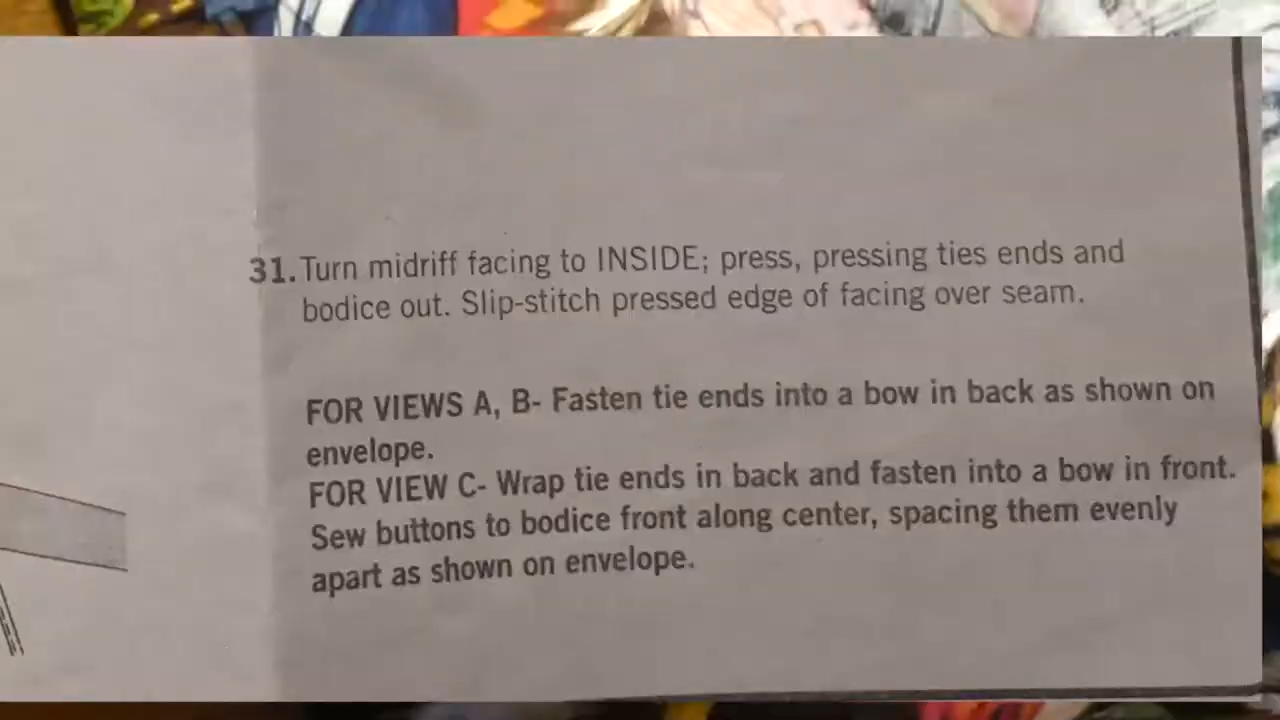 31. Turn midriff facing to INSIDE; press, pressing ties ends and
bodice out. Slip-stitch pressed edge of facing over seam.
FOR VIEWS A, B- Fasten tie ends into a bow in back as shown on
envelope.
FOR VIEW C- Wrap tie ends in back and fasten into a bow in front.
Sew buttons to bodice front along center, spacing them evenly
apart as shown on envelope.